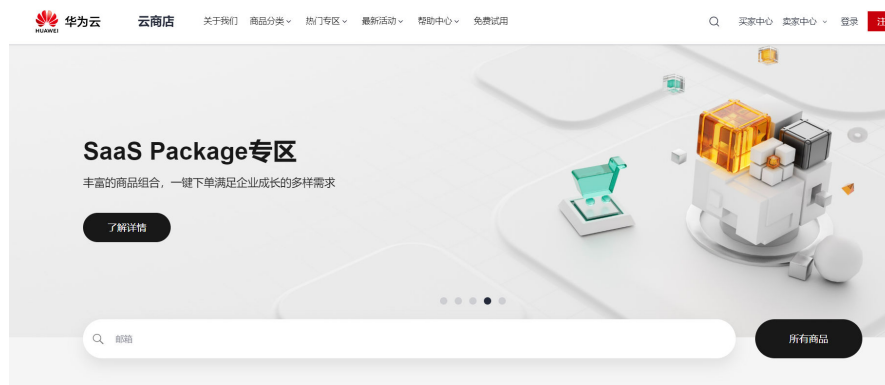 HUAWEI 华为云 云商店 关于我们 商品分类 热门专区 最新活动 帮助中心 免费试用 买家中心 卖家中心 登录 注
SaaS Package专区
丰富的商品组合，一键下单满足企业成长的多样需求
了解详情
邮箱 所有商品